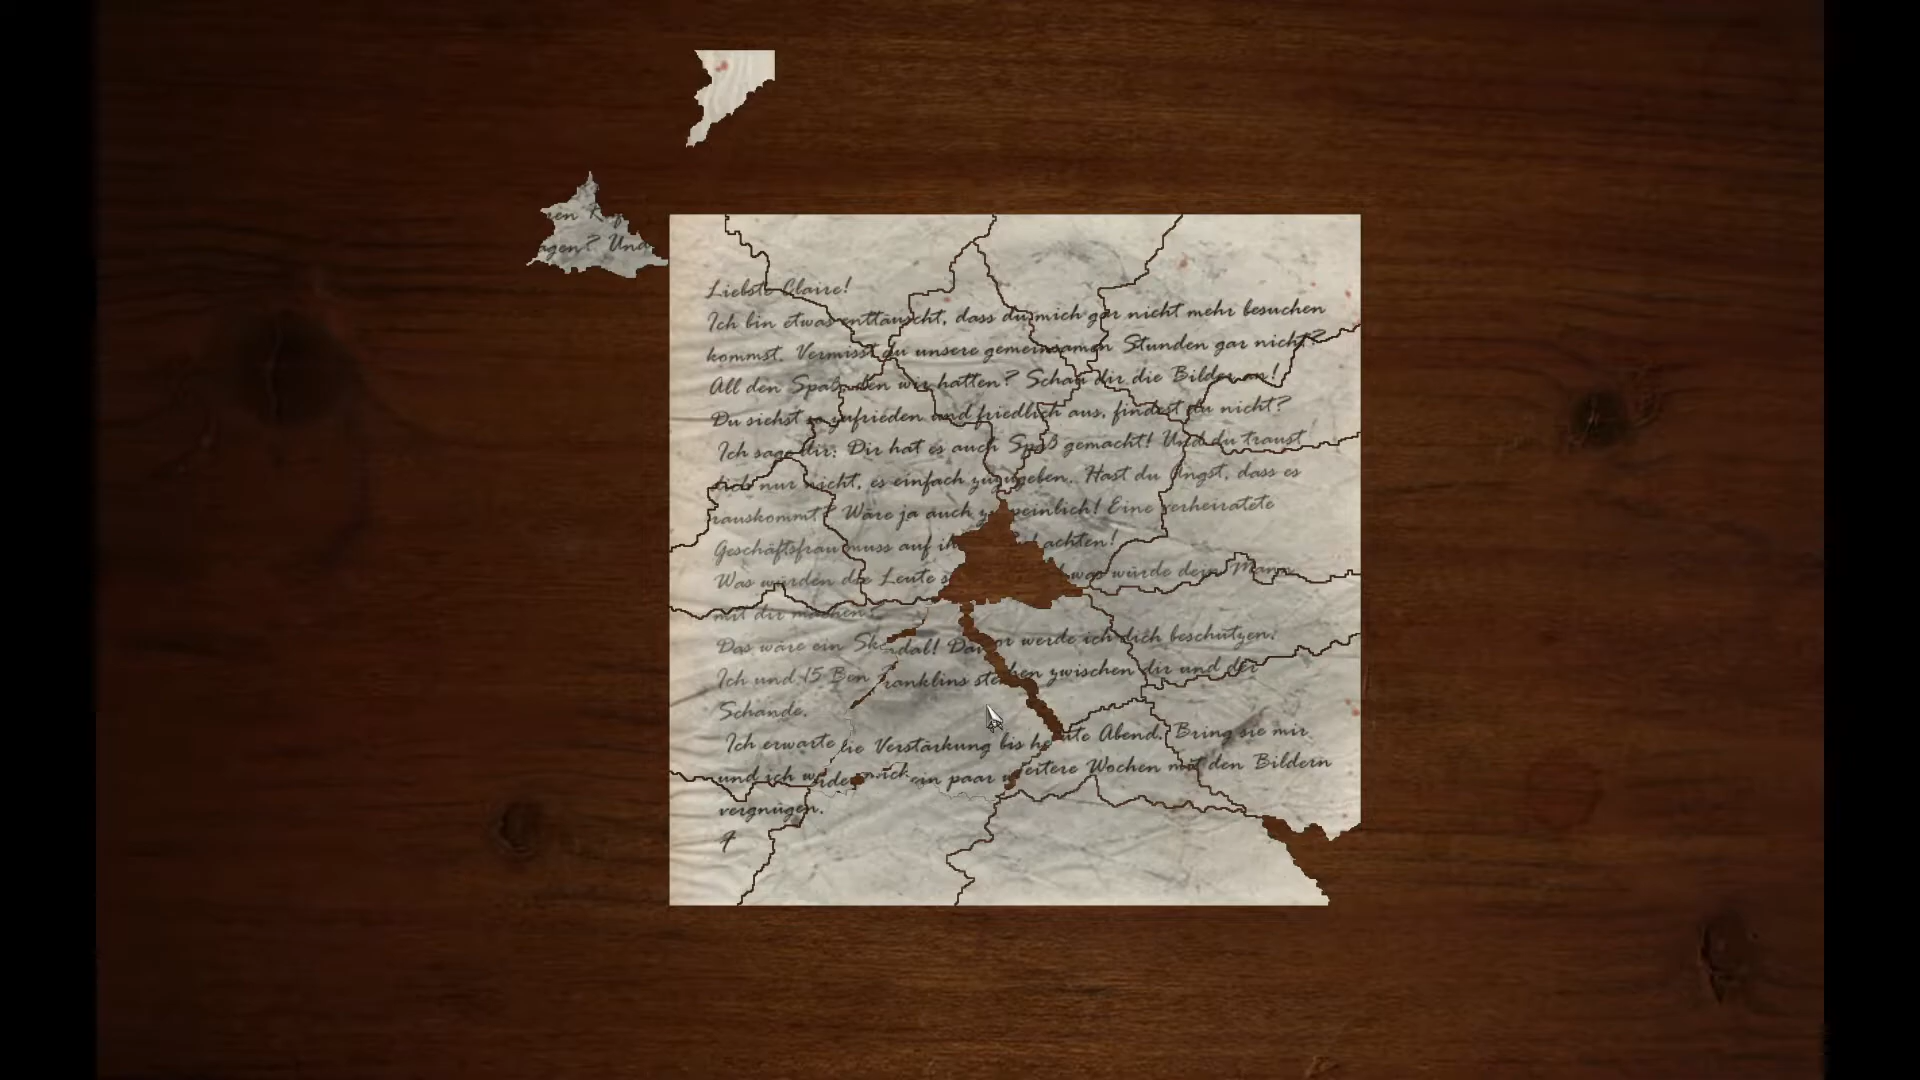 ren Ruf
agen? Und
Liebste Claire!
Ich bin etwas enttäuscht, dass du mich gar nicht mehr besuchen
kommst. Vermisst du unsere gemeinsamen Stunden gar nicht?
All den Spaß den wir hatten? Schau dir die Bilder an!
Du siehst so zufrieden und friedlich aus, findest du nicht?
Ich sage dir: Dir hat es auch Spaß gemacht! Und du traust
dich nur nicht, es einfach zuzugeben. Hast du Angst, dass es
rauskommt? Wäre ja auch zu peinlich! Eine verheiratete
Geschäftsfrau muss auf ih achten!
Was würden die Leute s was würde dein Mann
mit dir machen?
Das wäre ein Skandal! Davor werde ich dich beschützen.
Ich und 15 Ben Franklins stehen zwischen dir und der
Schande.
Ich erwarte die Verstärkung bis heute Abend. Bring sie mir
und ich werde mich ein paar weitere Wochen mit den Bildern
vergnügen.